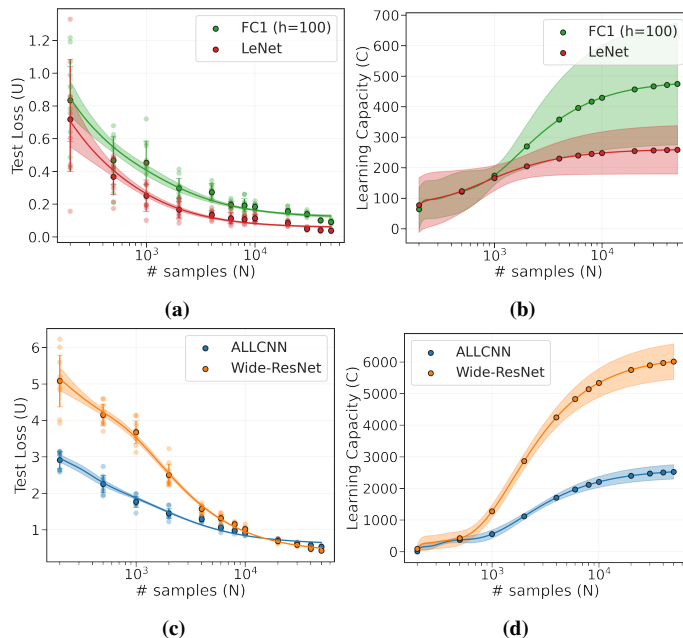 FC1 (h=100)
LeNet
1.2
1.0
0.8
0.6
0.4
0.2
0.0
Test Loss (U)
10³
10⁴
# samples (N)
(a)
FC1 (h=100)
LeNet
700
600
500
400
300
200
100
0
Learning Capacity (C)
10³
10⁴
# samples (N)
(b)
ALLCNN
Wide-ResNet
6
5
4
3
2
1
Test Loss (U)
10³
10⁴
# samples (N)
(c)
ALLCNN
Wide-ResNet
6000
5000
4000
3000
2000
1000
0
Learning Capacity (C)
10³
10⁴
# samples (N)
(d)